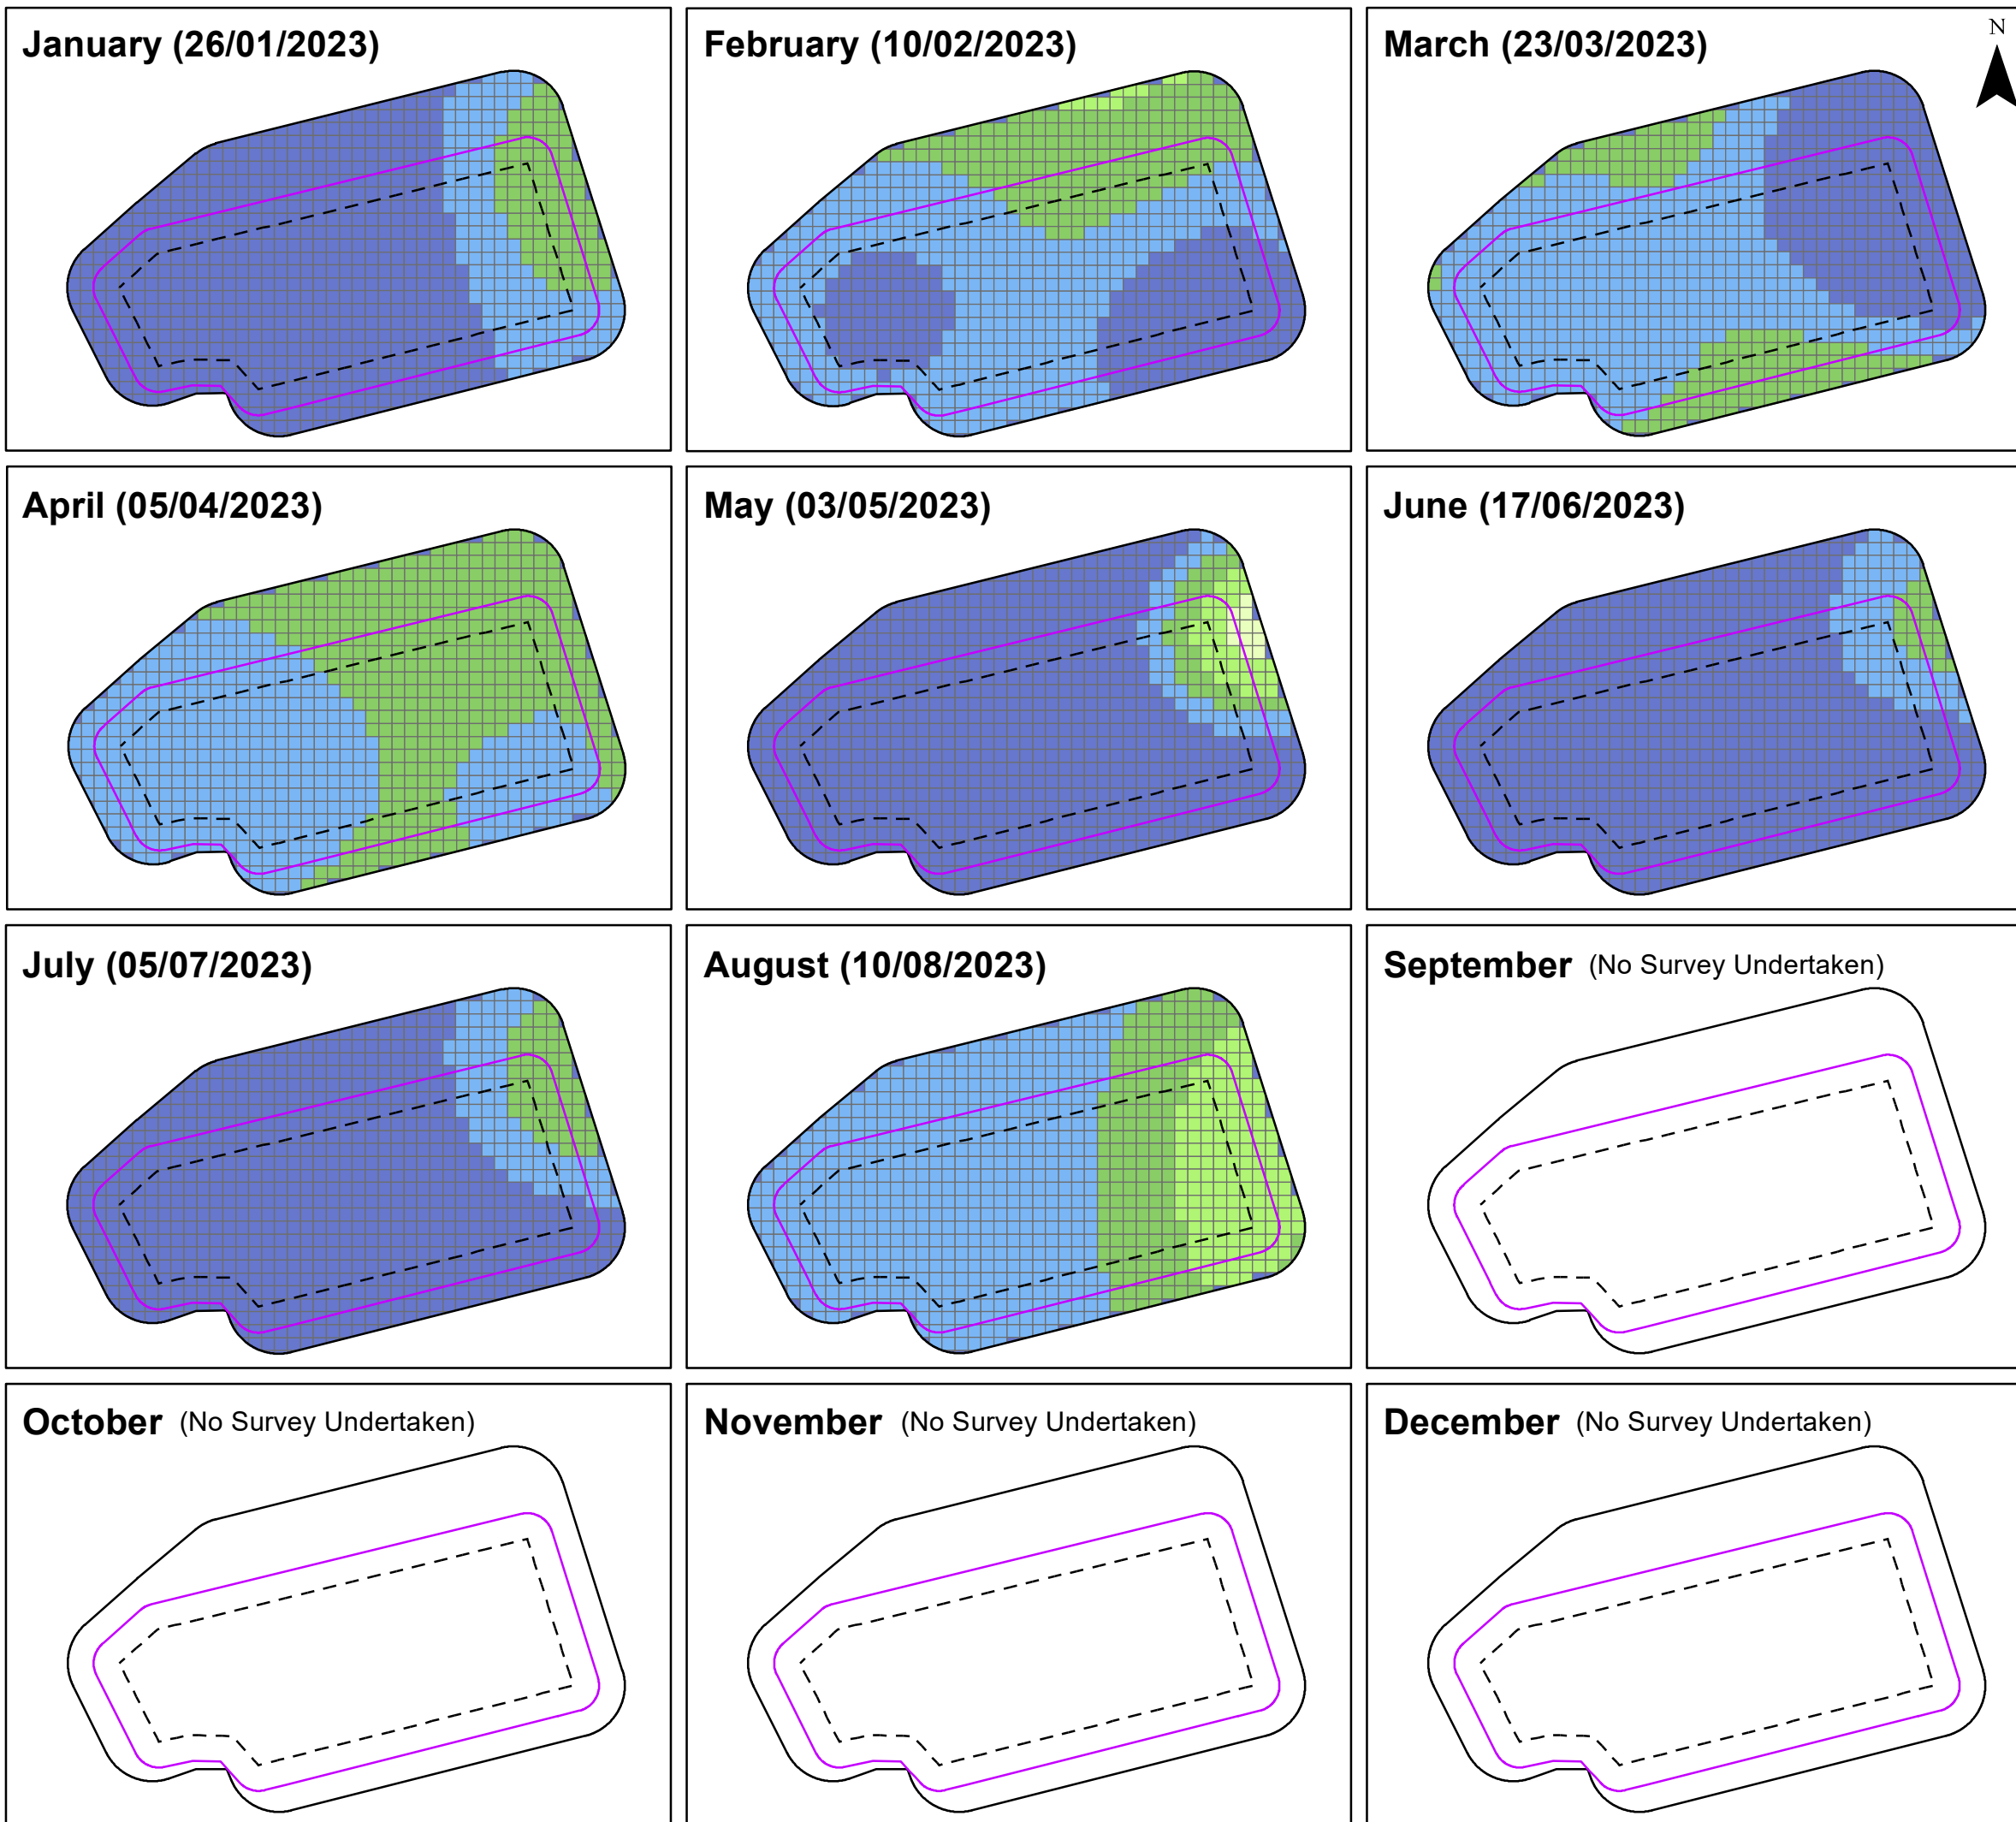 January (26/01/2023)
February (10/02/2023)
March (23/03/2023)
N
April (05/04/2023)
May (03/05/2023)
June (17/06/2023)
July (05/07/2023)
August (10/08/2023)
September (No Survey Undertaken)
October (No Survey Undertaken)
November (No Survey Undertaken)
December (No Survey Undertaken)